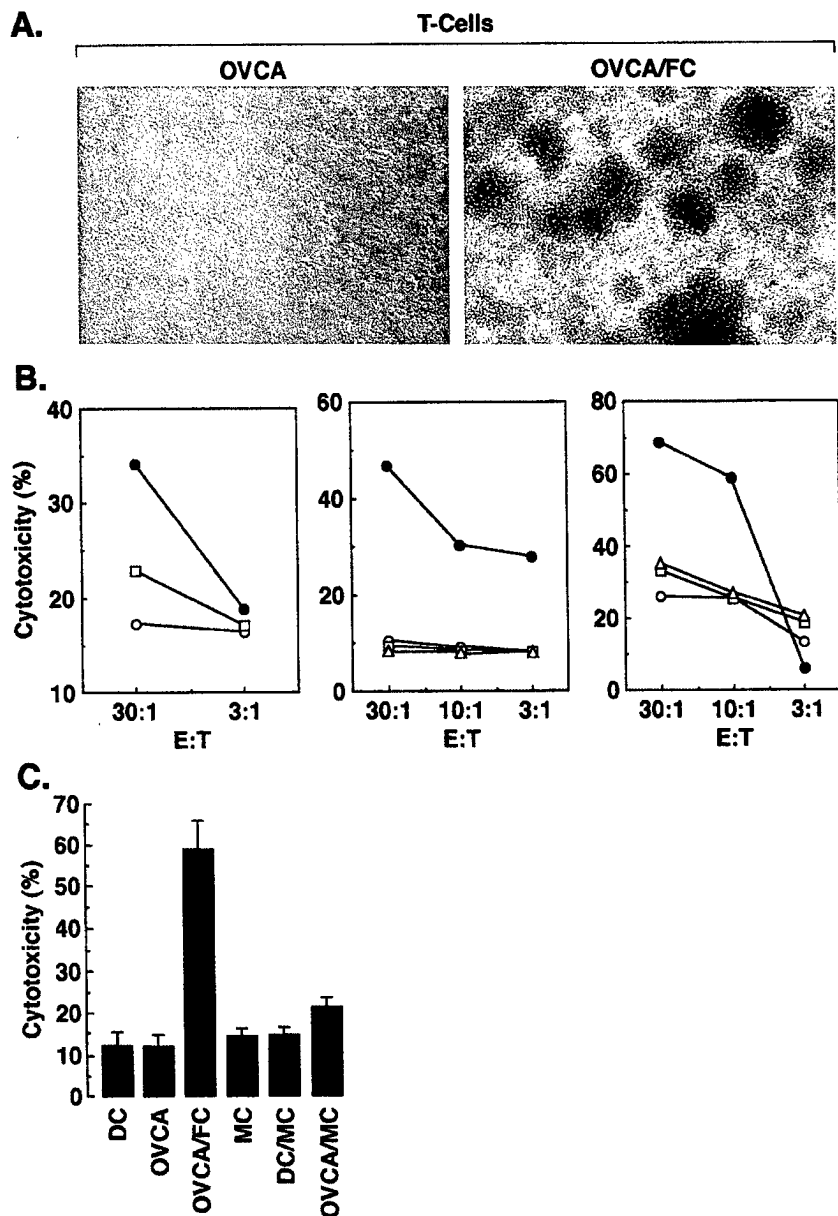 A.
T-Cells
OVCA OVCA/FC
B.
Cytotoxicity (%)
40
30
20
10
30:1 3:1
E:T
60
40
20
0
30:1 10:1 3:1
E:T
80
60
40
20
0
30:1 10:1 3:1
E:T
C.
Cytotoxicity (%)
70
60
50
40
30
20
10
0
DC
OVCA
OVCA/FC
MC
DC/MC
OVCA/MC